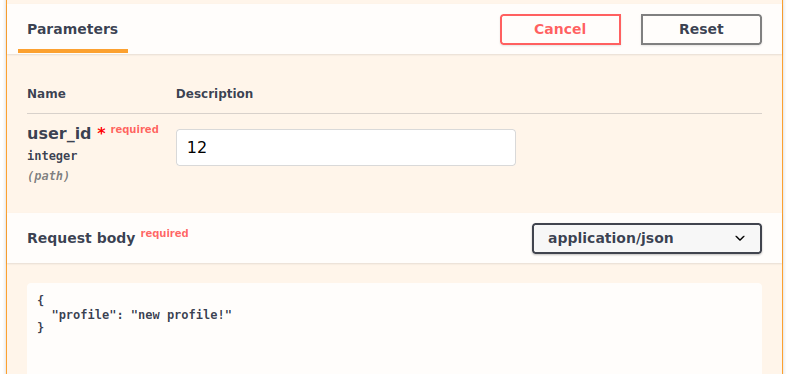 Parameters
Cancel
Reset
Name Description
user_id * required
12
integer
(path)
Request body required
application/json
{
"profile": "new profile!"
}